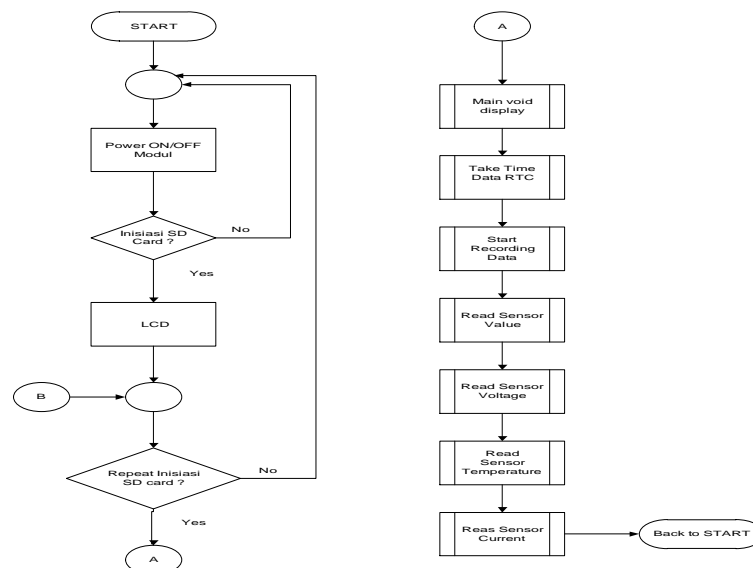 START
Power ON/OFF
Modul
Inisiasi SD
Card ?
No
Yes
LCD
B
Repeat Inisiasi
SD card ?
No
Yes
A
A
Main void
display
Take Time
Data RTC
Start
Recording
Data
Read Sensor
Value
Read Sensor
Voltage
Read
Sensor
Temperature
Reas Sensor
Current
Back to START